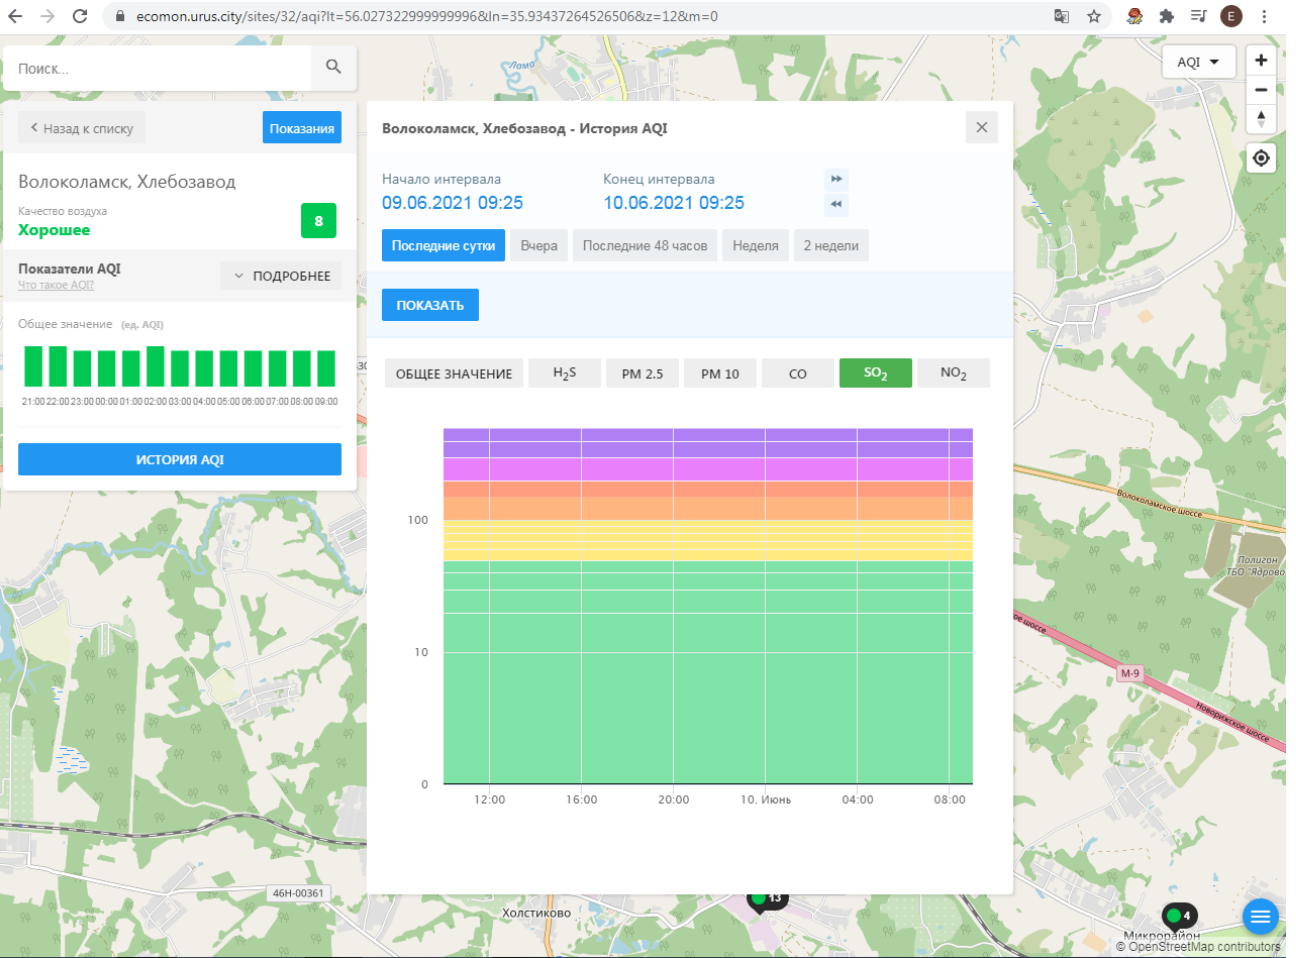 ecomon.urus.city/sites/32/aqi?lt=56.027322999999996&ln=35.93437264526506&z=12&m=0
E
Поиск...
AQI
Назад к списку
Показания
Волоколамск, Хлебозавод
Качество воздуха
Хорошее
8
Показатели AQI
Что такое AQI?
ПОДРОБНЕЕ
Общее значение (ед. AQI)
21:00 22:00 23:00 00:00 01:00 02:00 03:00 04:00 05:00 06:00 07:00 08:00 09:00
ИСТОРИЯ AQI
Волоколамск, Хлебозавод - История AQI
Начало интервала
09.06.2021 09:25
Конец интервала
10.06.2021 09:25
Последние сутки
Вчера
Последние 48 часов
Неделя
2 недели
ПОКАЗАТЬ
ОБЩЕЕ ЗНАЧЕНИЕ
H2S
PM 2.5
PM 10
CO
SO2
NO2
100
10
0
12:00
16:00
20:00
10. Июнь
04:00
08:00
Лама
Волоколамское шоссе
Полигон
ТБО "Ядрово
ое шоссе
М-9
Новорижское шоссе
46Н-00361
Холстиково
13
4
Микрорайон
© OpenStreetMap contributors